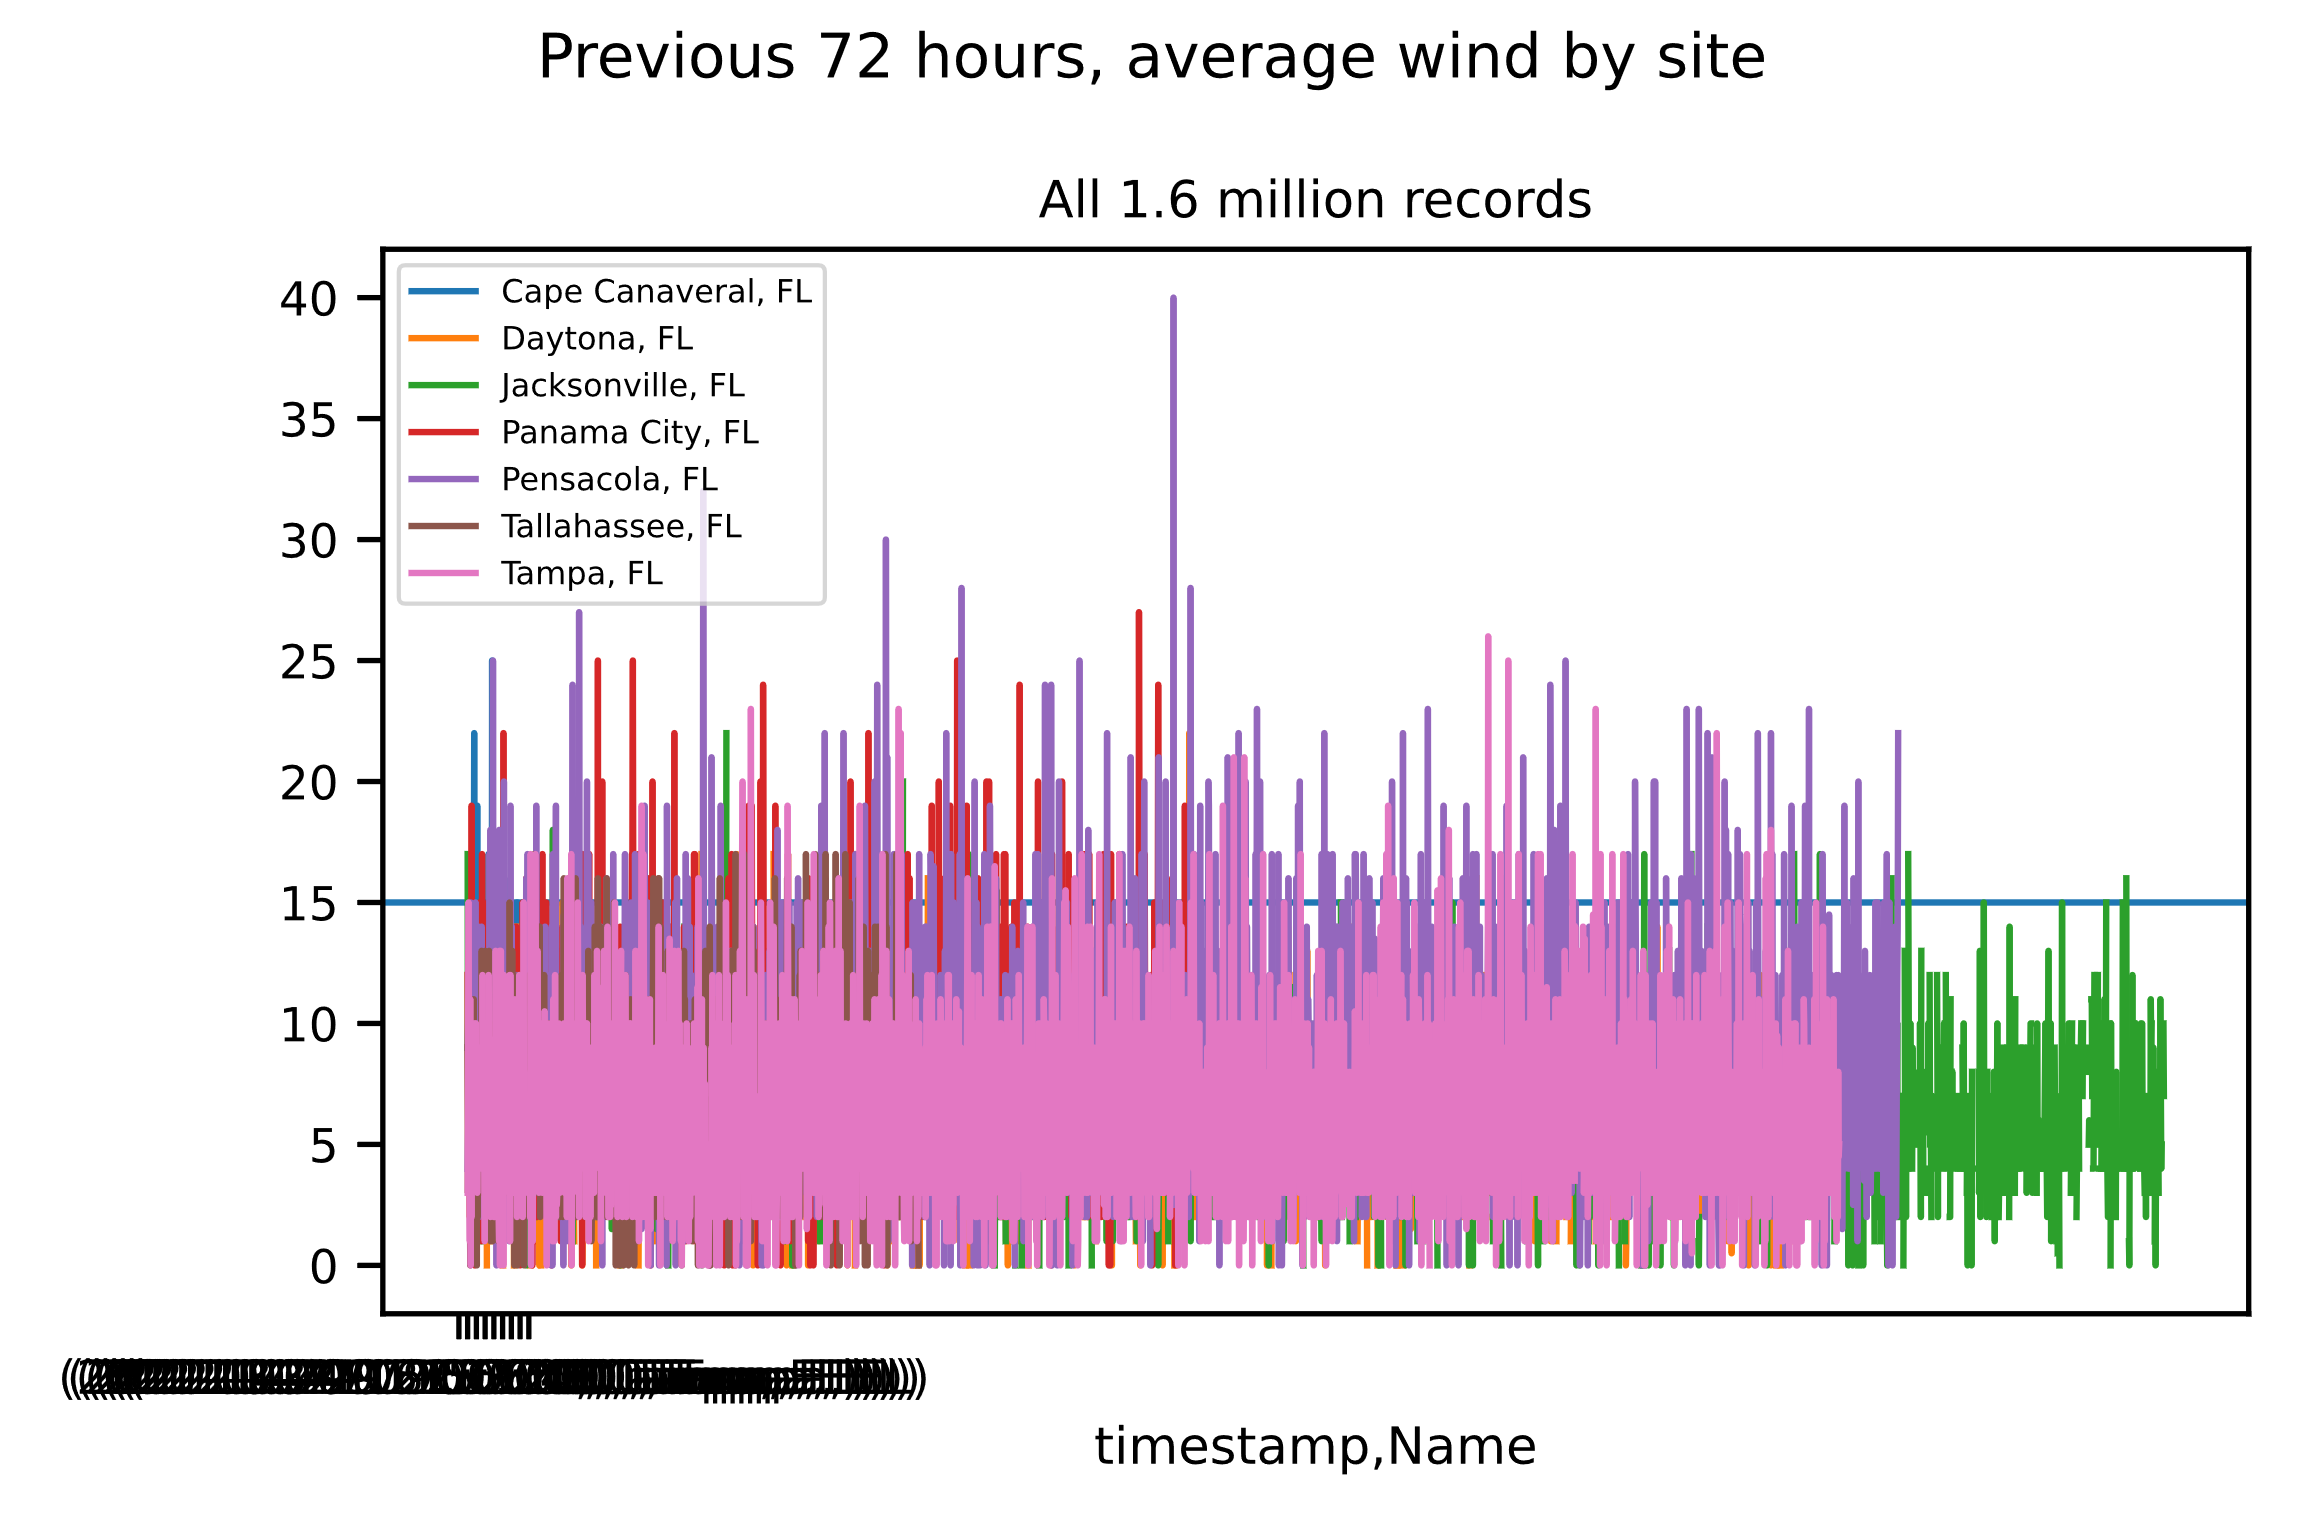 Previous 72 hours, average wind by site
All 1.6 million records
40
35
30
25
20
15
10
5
0
Cape Canaveral, FL
Daytona, FL
Jacksonville, FL
Panama City, FL
Pensacola, FL
Tallahassee, FL
Tampa, FL
timestamp,Name